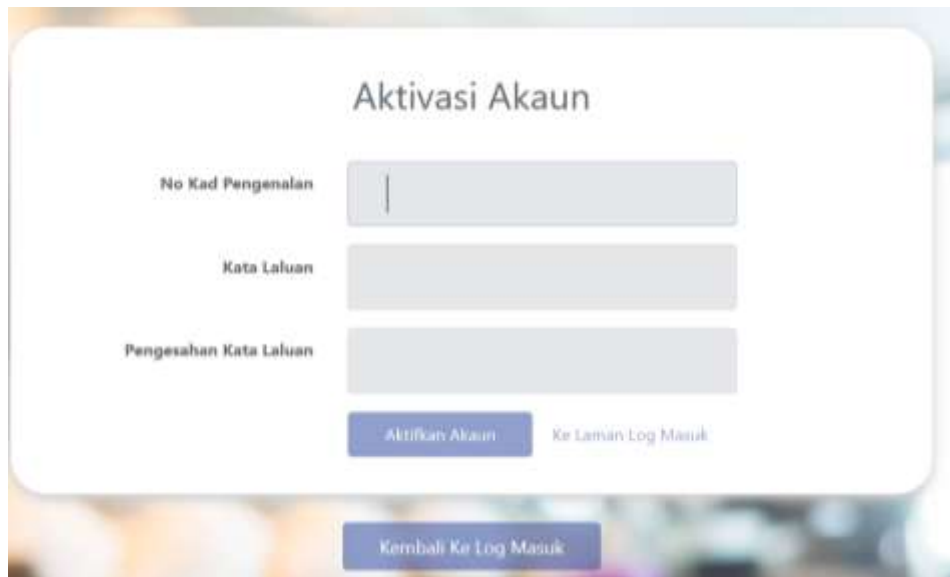 Aktivasi Akaun
No Kad Pengenalan
Kata Laluan
Pengesahan Kata Laluan
Aktifkan Akaun Ke Laman Log Masuk
Kembali Ke Log Masuk